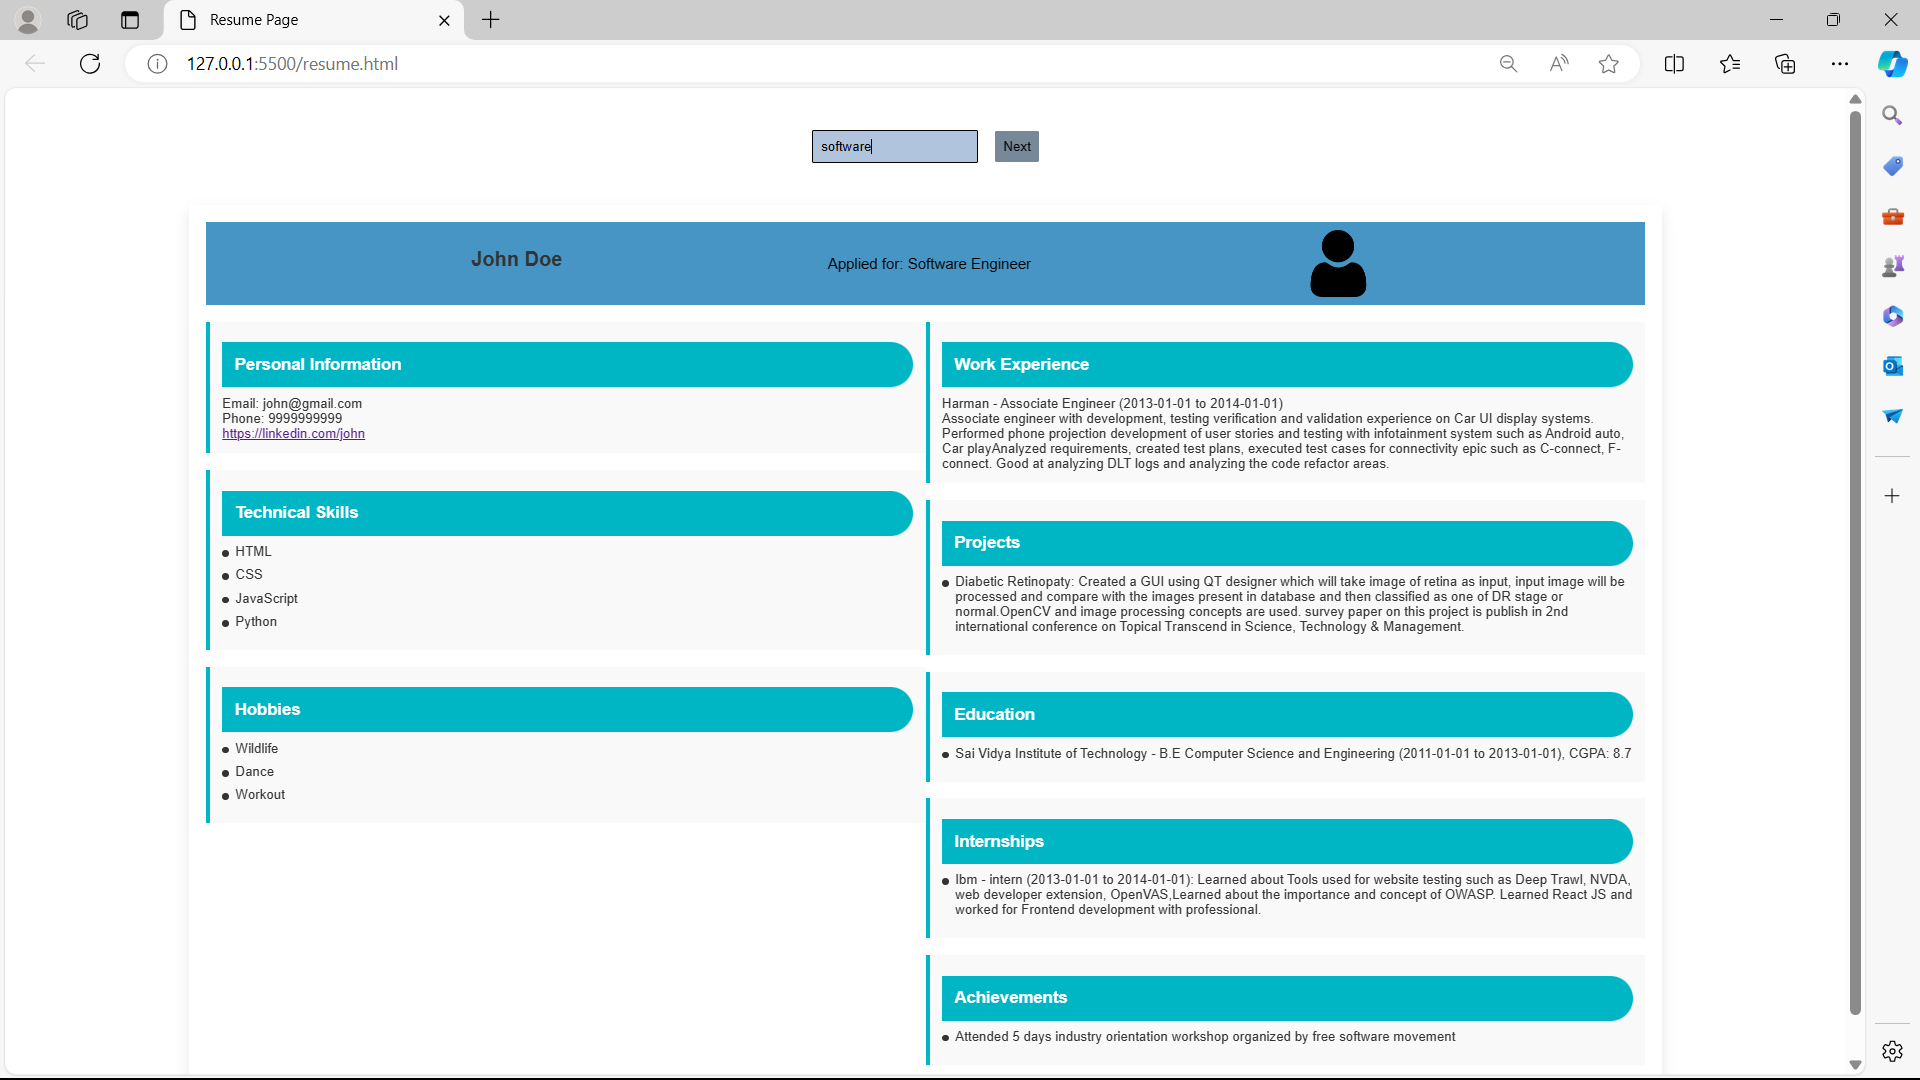 Resume Page
127.0.0.1:5500/resume.html
software
Next
John Doe
Applied for: Software Engineer
Personal Information
Email: john@gmail.com
Phone: 9999999999
https://linkedin.com/john
Technical Skills
HTML
CSS
JavaScript
Python
Hobbies
Wildlife
Dance
Workout
Work Experience
Harman - Associate Engineer (2013-01-01 to 2014-01-01)
Associate engineer with development, testing verification and validation experience on Car UI display systems.
Performed phone projection development of user stories and testing with infotainment system such as Android auto,
Car playAnalyzed requirements, created test plans, executed test cases for connectivity epic such as C-connect, F-
connect. Good at analyzing DLT logs and analyzing the code refactor areas.
Projects
Diabetic Retinopaty: Created a GUI using QT designer which will take image of retina as input, input image will be
processed and compare with the images present in database and then classified as one of DR stage or
normal.OpenCV and image processing concepts are used. survey paper on this project is publish in 2nd
international conference on Topical Transcend in Science, Technology & Management.
Education
Sai Vidya Institute of Technology - B.E Computer Science and Engineering (2011-01-01 to 2013-01-01), CGPA: 8.7
Internships
Ibm - intern (2013-01-01 to 2014-01-01): Learned about Tools used for website testing such as Deep Trawl, NVDA,
web developer extension, OpenVAS,Learned about the importance and concept of OWASP. Learned React JS and
worked for Frontend development with professional.
Achievements
Attended 5 days industry orientation workshop organized by free software movement